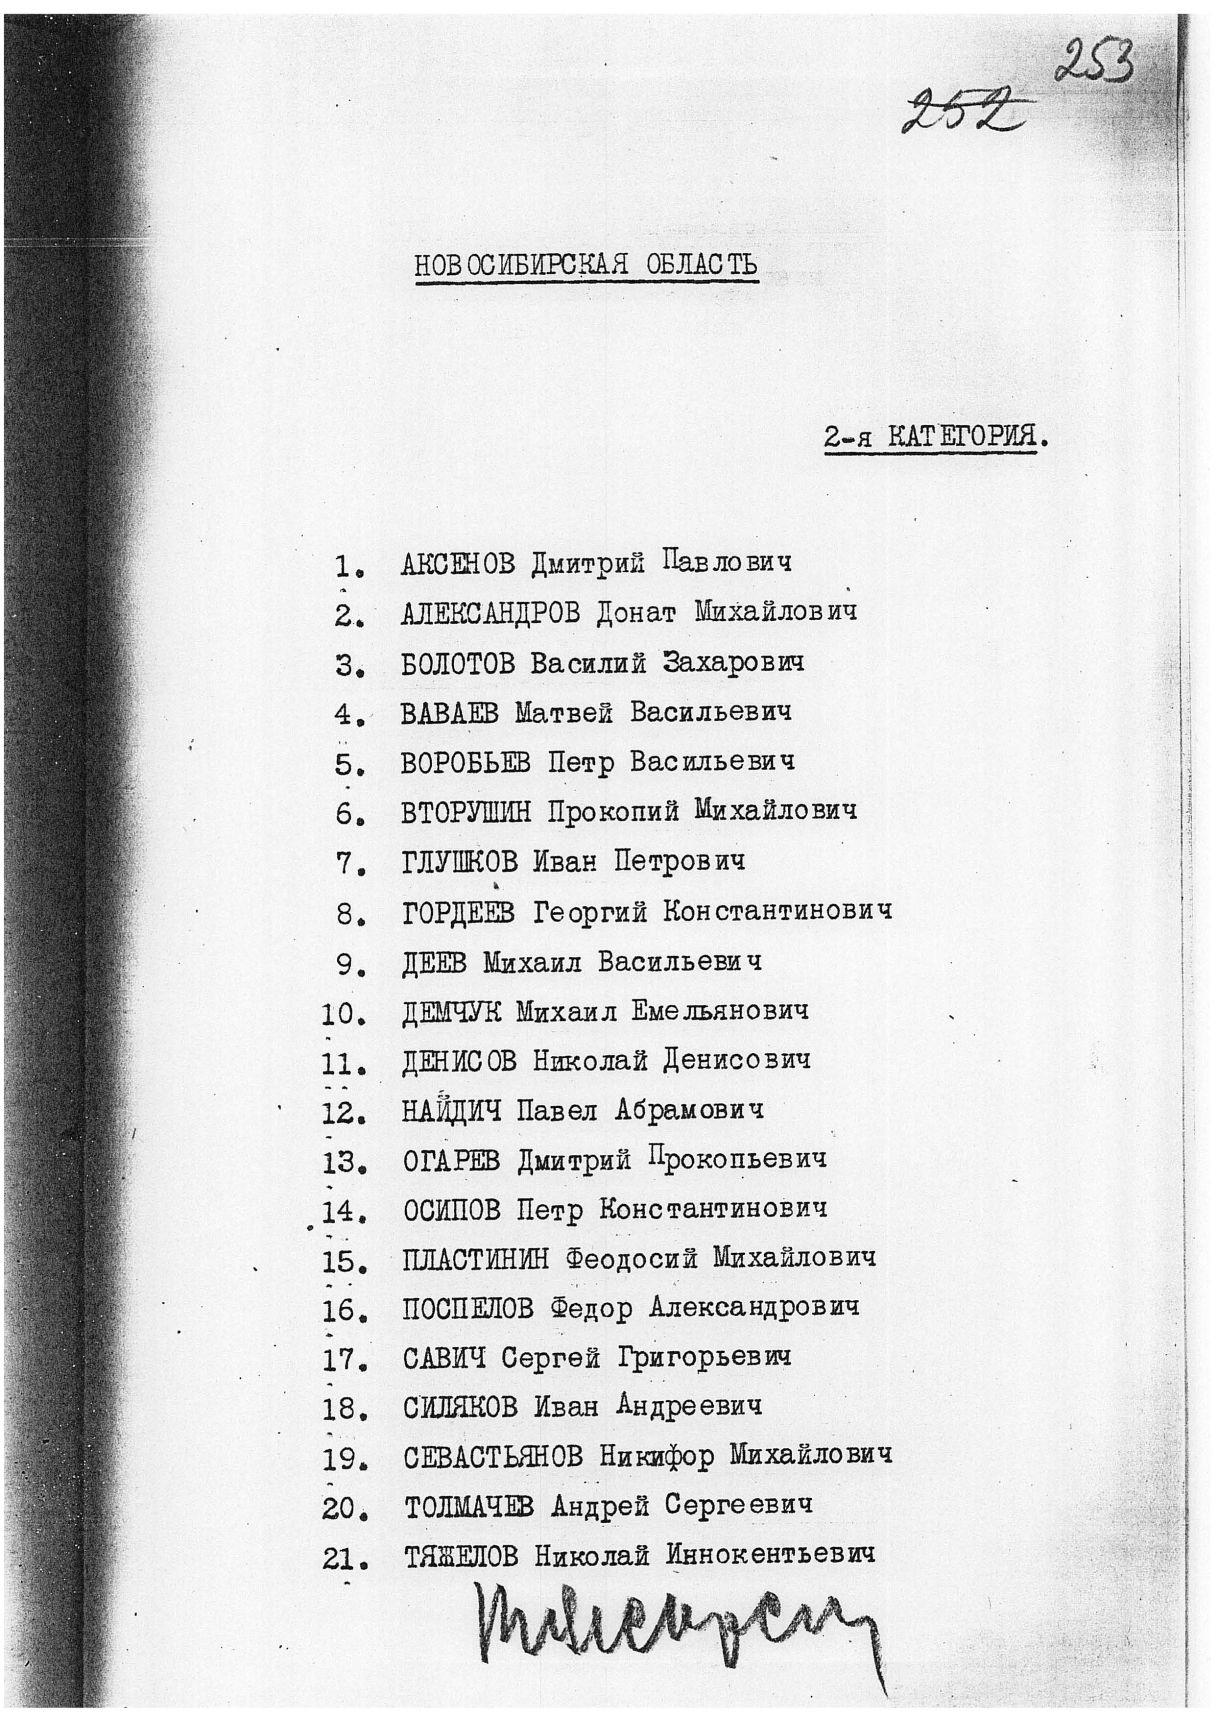 253
252
НОВОСИБИРСКАЯ ОБЛАСТЬ
2-я КАТЕГОРИЯ.
1. АКСЕНОВ Дмитрий Павлович
2. АЛЕКСАНДРОВ Донат Михайлович
3. БОЛОТОВ Василий Захарович
4. ВАВАЕВ Матвей Васильевич
5. ВОРОБЬЕВ Петр Васильевич
6. ВТОРУШИН Прокопий Михайлович
7. ГЛУШКОВ Иван Петрович
8. ГОРДЕЕВ Георгий Константинович
9. ДЕЕВ Михаил Васильевич
10. ДЕМЧУК Михаил Емельянович
11. ДЕНИСОВ Николай Денисович
12. НАЙДИЧ Павел Абрамович
13. ОГАРЕВ Дмитрий Прокопьевич
14. ОСИПОВ Петр Константинович
15. ПЛАСТИНИН Феодосий Михайлович
16. ПОСПЕЛОВ Федор Александрович
17. САВИЧ Сергей Григорьевич
18. СИЛЯКОВ Иван Андреевич
19. СЕВАСТЬЯНОВ Никифор Михайлович
20. ТОЛМАЧЕВ Андрей Сергеевич
21. ТЯЖЕЛОВ Николай Иннокентьевич